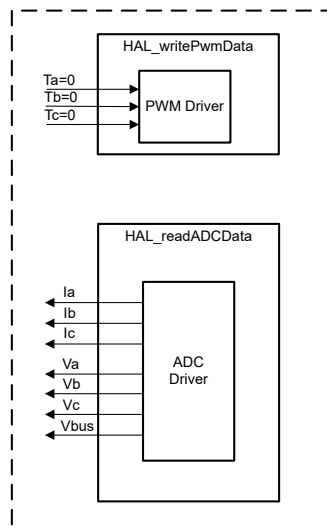 HAL_writePwmData
Ta=0
Tb=0
Tc=0
PWM Driver
HAL_readADCData
Ia
Ib
Ic
Va
Vb
Vc
Vbus
ADC
Driver